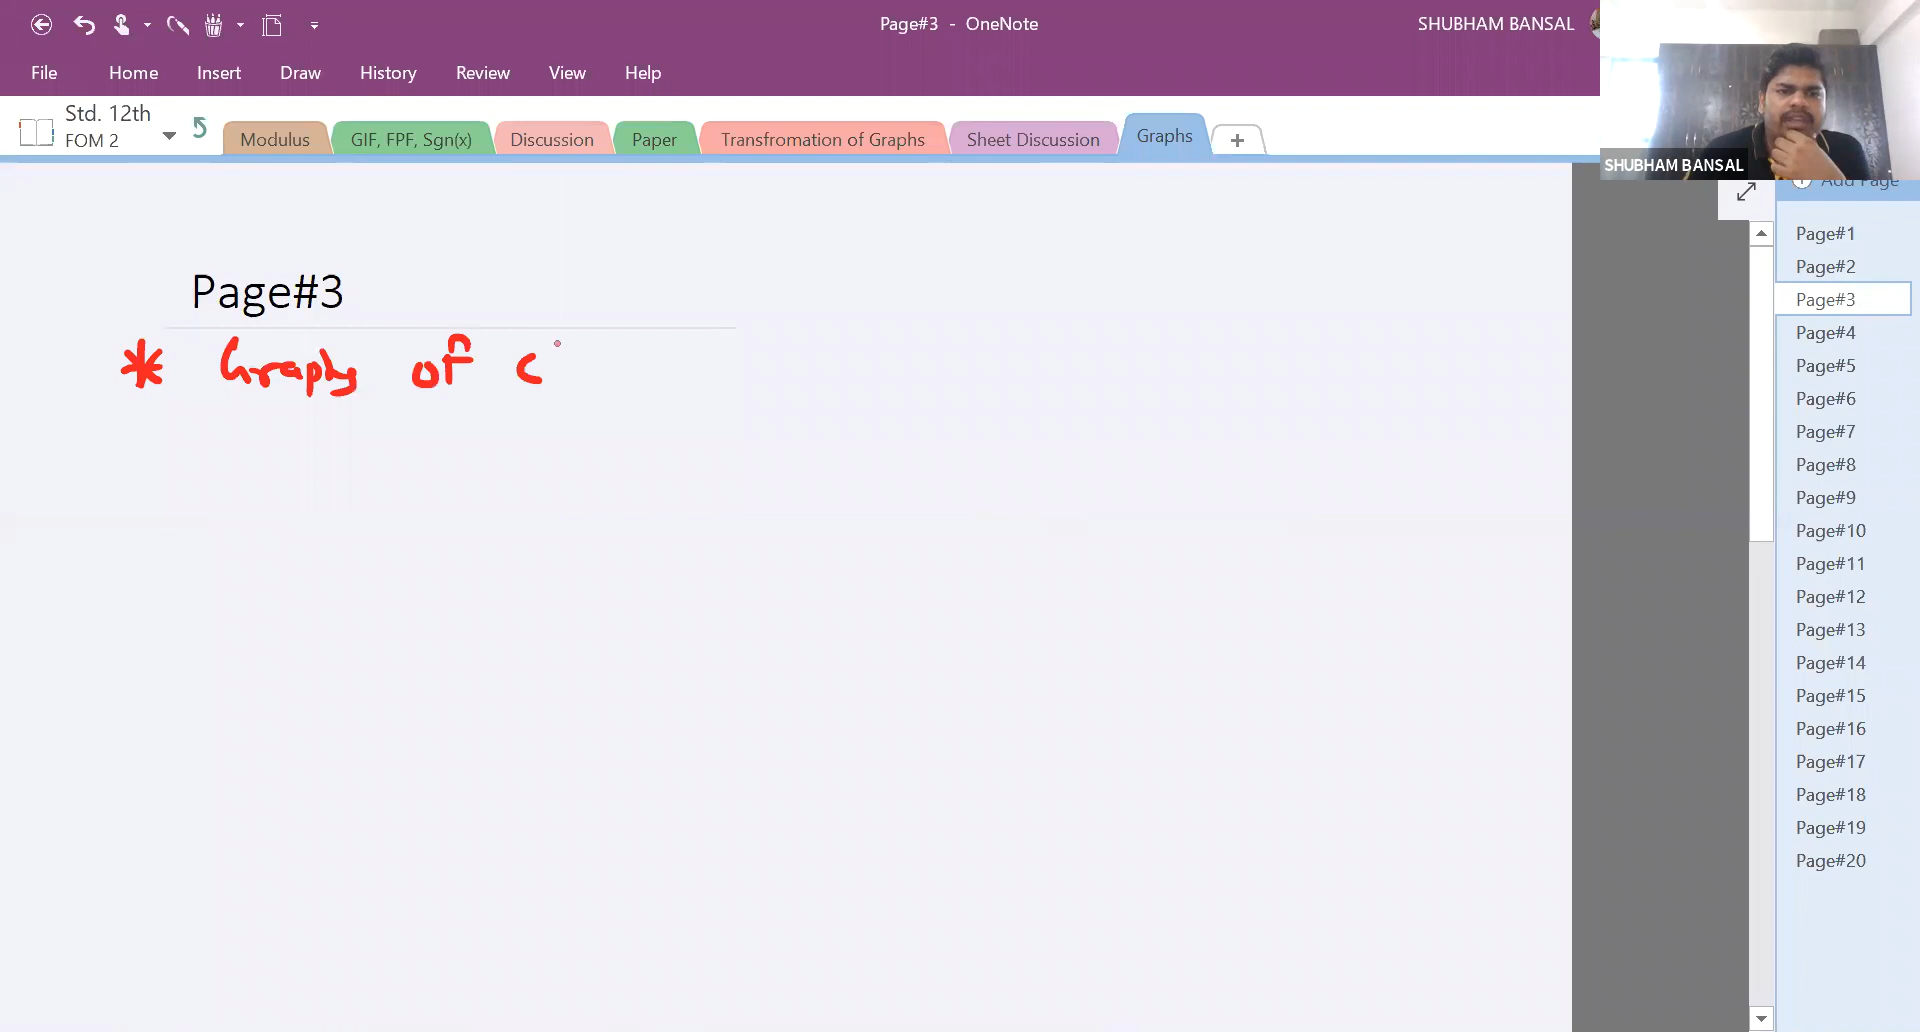 Page#3 - OneNote
SHUBHAM BANSAL
File Home Insert Draw History Review View Help
Std. 12th
FOM 2
Modulus GIF, FPF, Sgn(x) Discussion Paper Transfromation of Graphs Sheet Discussion Graphs +
SHUBHAM BANSAL
Add Page
Page#3
* Graphs of c
Page#1
Page#2
Page#3
Page#4
Page#5
Page#6
Page#7
Page#8
Page#9
Page#10
Page#11
Page#12
Page#13
Page#14
Page#15
Page#16
Page#17
Page#18
Page#19
Page#20